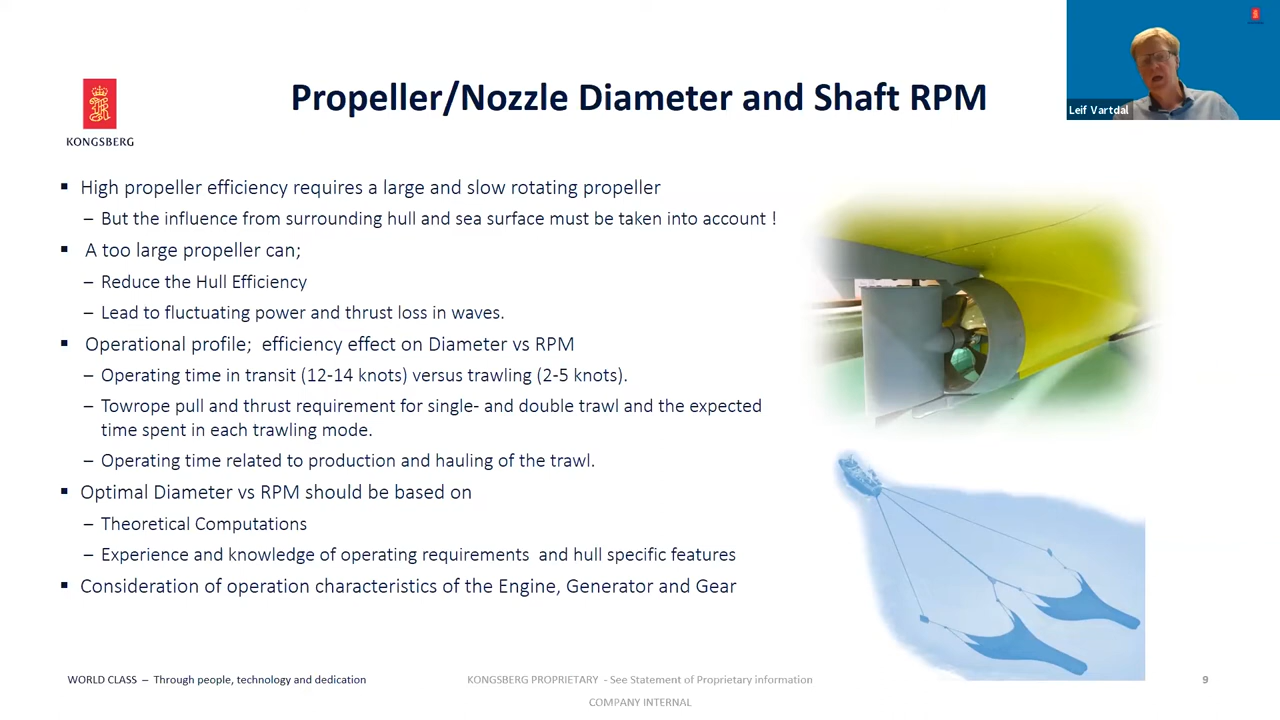 Propeller/Nozzle Diameter and Shaft RPM
Leif Vartdal
KONGSBERG
▪ High propeller efficiency requires a large and slow rotating propeller
– But the influence from surrounding hull and sea surface must be taken into account !
▪ A too large propeller can;
– Reduce the Hull Efficiency
– Lead to fluctuating power and thrust loss in waves.
▪ Operational profile; efficiency effect on Diameter vs RPM
– Operating time in transit (12-14 knots) versus trawling (2-5 knots).
– Towrope pull and thrust requirement for single- and double trawl and the expected
time spent in each trawling mode.
– Operating time related to production and hauling of the trawl.
▪ Optimal Diameter vs RPM should be based on
– Theoretical Computations
– Experience and knowledge of operating requirements and hull specific features
▪ Consideration of operation characteristics of the Engine, Generator and Gear
WORLD CLASS – Through people, technology and dedication
KONGSBERG PROPRIETARY - See Statement of Proprietary information
9
COMPANY INTERNAL